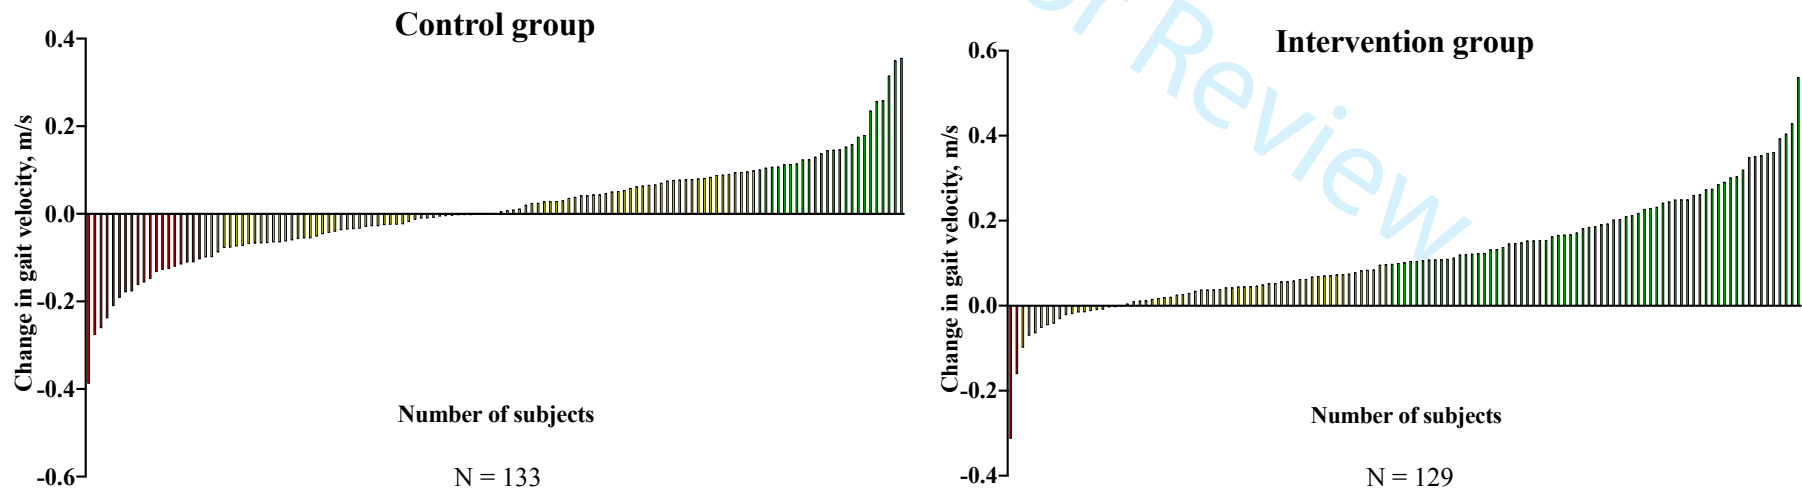 Control group
Change in gait velocity, m/s
0.4
0.2
0.0
-0.2
-0.4
-0.6
Number of subjects
N = 133
Intervention group
Change in gait velocity, m/s
0.6
0.4
0.2
0.0
-0.2
-0.4
Number of subjects
N = 129
or Review